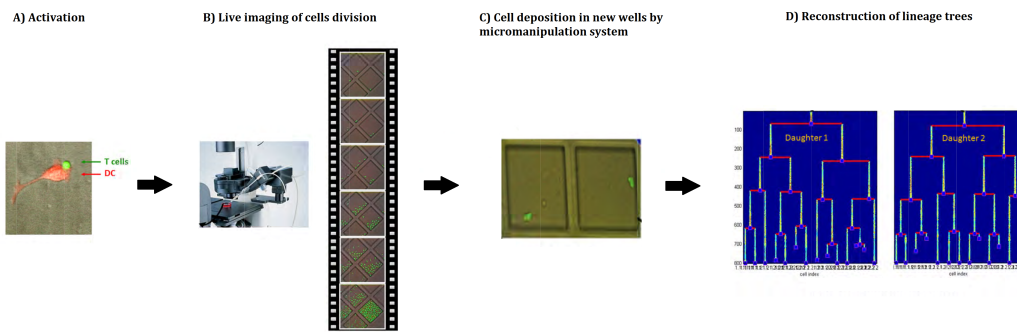 A) Activation
B) Live imaging of cells division
C) Cell deposition in new wells by
micromanipulation system
D) Reconstruction of lineage trees
T cells
DC
Daughter 1
Daughter 2
100
200
300
400
500
600
700
800
cell index
cell index